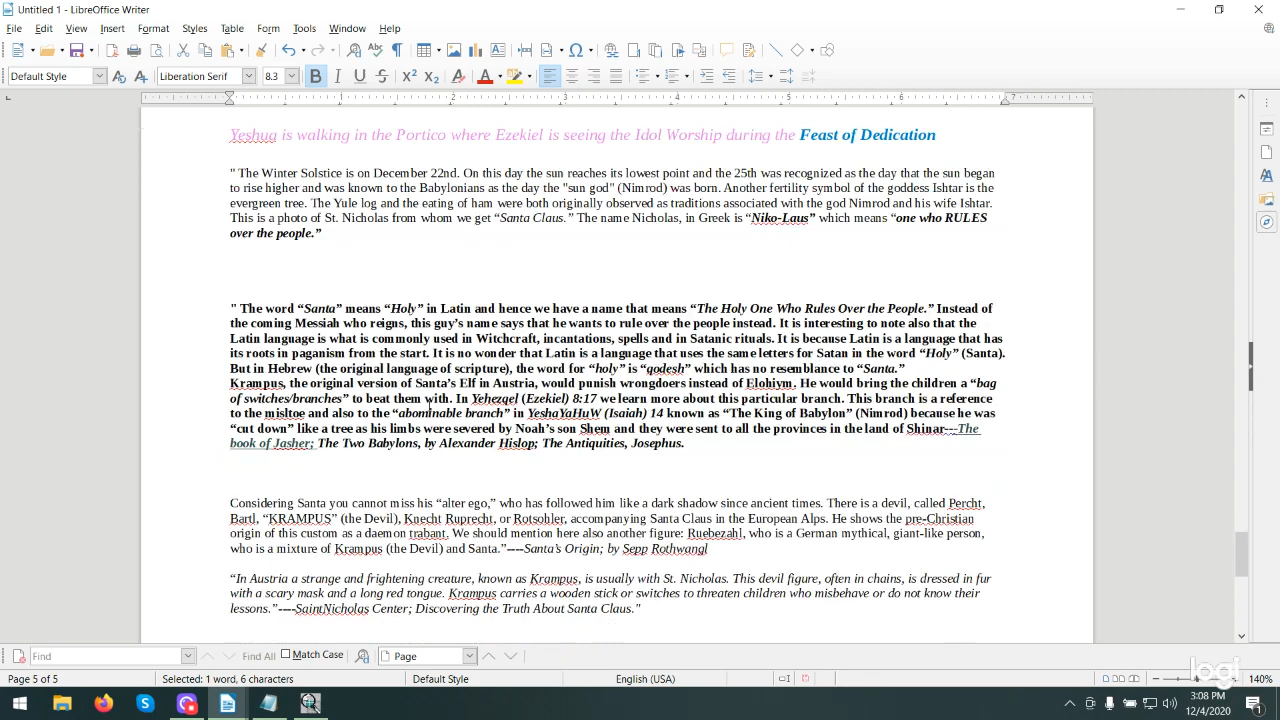 Untitled 1 - LibreOffice Writer
File Edit View Insert Format Styles Table Form Tools Window Help
Default Style Liberation Serif 8.3
1 2 3 4 5 6 7
Yeshua is walking in the Portico where Ezekiel is seeing the Idol Worship during the Feast of Dedication
" The Winter Solstice is on December 22nd. On this day the sun reaches its lowest point and the 25th was recognized as the day that the sun began
to rise higher and was known to the Babylonians as the day the "sun god" (Nimrod) was born. Another fertility symbol of the goddess Ishtar is the
evergreen tree. The Yule log and the eating of ham were both originally observed as traditions associated with the god Nimrod and his wife Ishtar.
This is a photo of St. Nicholas from whom we get “Santa Claus.” The name Nicholas, in Greek is “Niko-Laus” which means “one who RULES
over the people.”
" The word “Santa” means “Holy” in Latin and hence we have a name that means “The Holy One Who Rules Over the People.” Instead of
the coming Messiah who reigns, this guy’s name says that he wants to rule over the people instead. It is interesting to note also that the
Latin language is what is commonly used in Witchcraft, incantations, spells and in Satanic rituals. It is because Latin is a language that has
its roots in paganism from the start. It is no wonder that Latin is a language that uses the same letters for Satan in the word “Holy” (Santa).
But in Hebrew (the original language of scripture), the word for “holy” is “qodesh” which has no resemblance to “Santa.”
Krampus, the original version of Santa’s Elf in Austria, would punish wrongdoers instead of Elohiym. He would bring the children a “bag
of switches/branches” to beat them with. In Yehezqel (Ezekiel) 8:17 we learn more about this particular branch. This branch is a reference
to the misltoe and also to the “abominable branch” in YeshaYaHuW (Isaiah) 14 known as “The King of Babylon” (Nimrod) because he was
“cut down” like a tree as his limbs were severed by Noah’s son Shem and they were sent to all the provinces in the land of Shinar---The
book of Jasher; The Two Babylons, by Alexander Hislop; The Antiquities, Josephus.
Considering Santa you cannot miss his “alter ego,” who has followed him like a dark shadow since ancient times. There is a devil, called Percht,
Bartl, “KRAMPUS” (the Devil), Knecht Ruprecht, or Rotsohler, accompanying Santa Claus in the European Alps. He shows the pre-Christian
origin of this custom as a daemon trabant. We should mention here also another figure: Ruebezahl, who is a German mythical, giant-like person,
who is a mixture of Krampus (the Devil) and Santa.”----Santa’s Origin; by Sepp Rothwangl
“In Austria a strange and frightening creature, known as Krampus, is usually with St. Nicholas. This devil figure, often in chains, is dressed in fur
with a scary mask and a long red tongue. Krampus carries a wooden stick or switches to threaten children who misbehave or do not know their
lessons.”----SaintNicholas Center; Discovering the Truth About Santa Claus."
Find Find All Match Case Page
Page 5 of 5 Selected: 1 word, 6 characters Default Style English (USA) 140%
logi
3:08 PM
12/4/2020